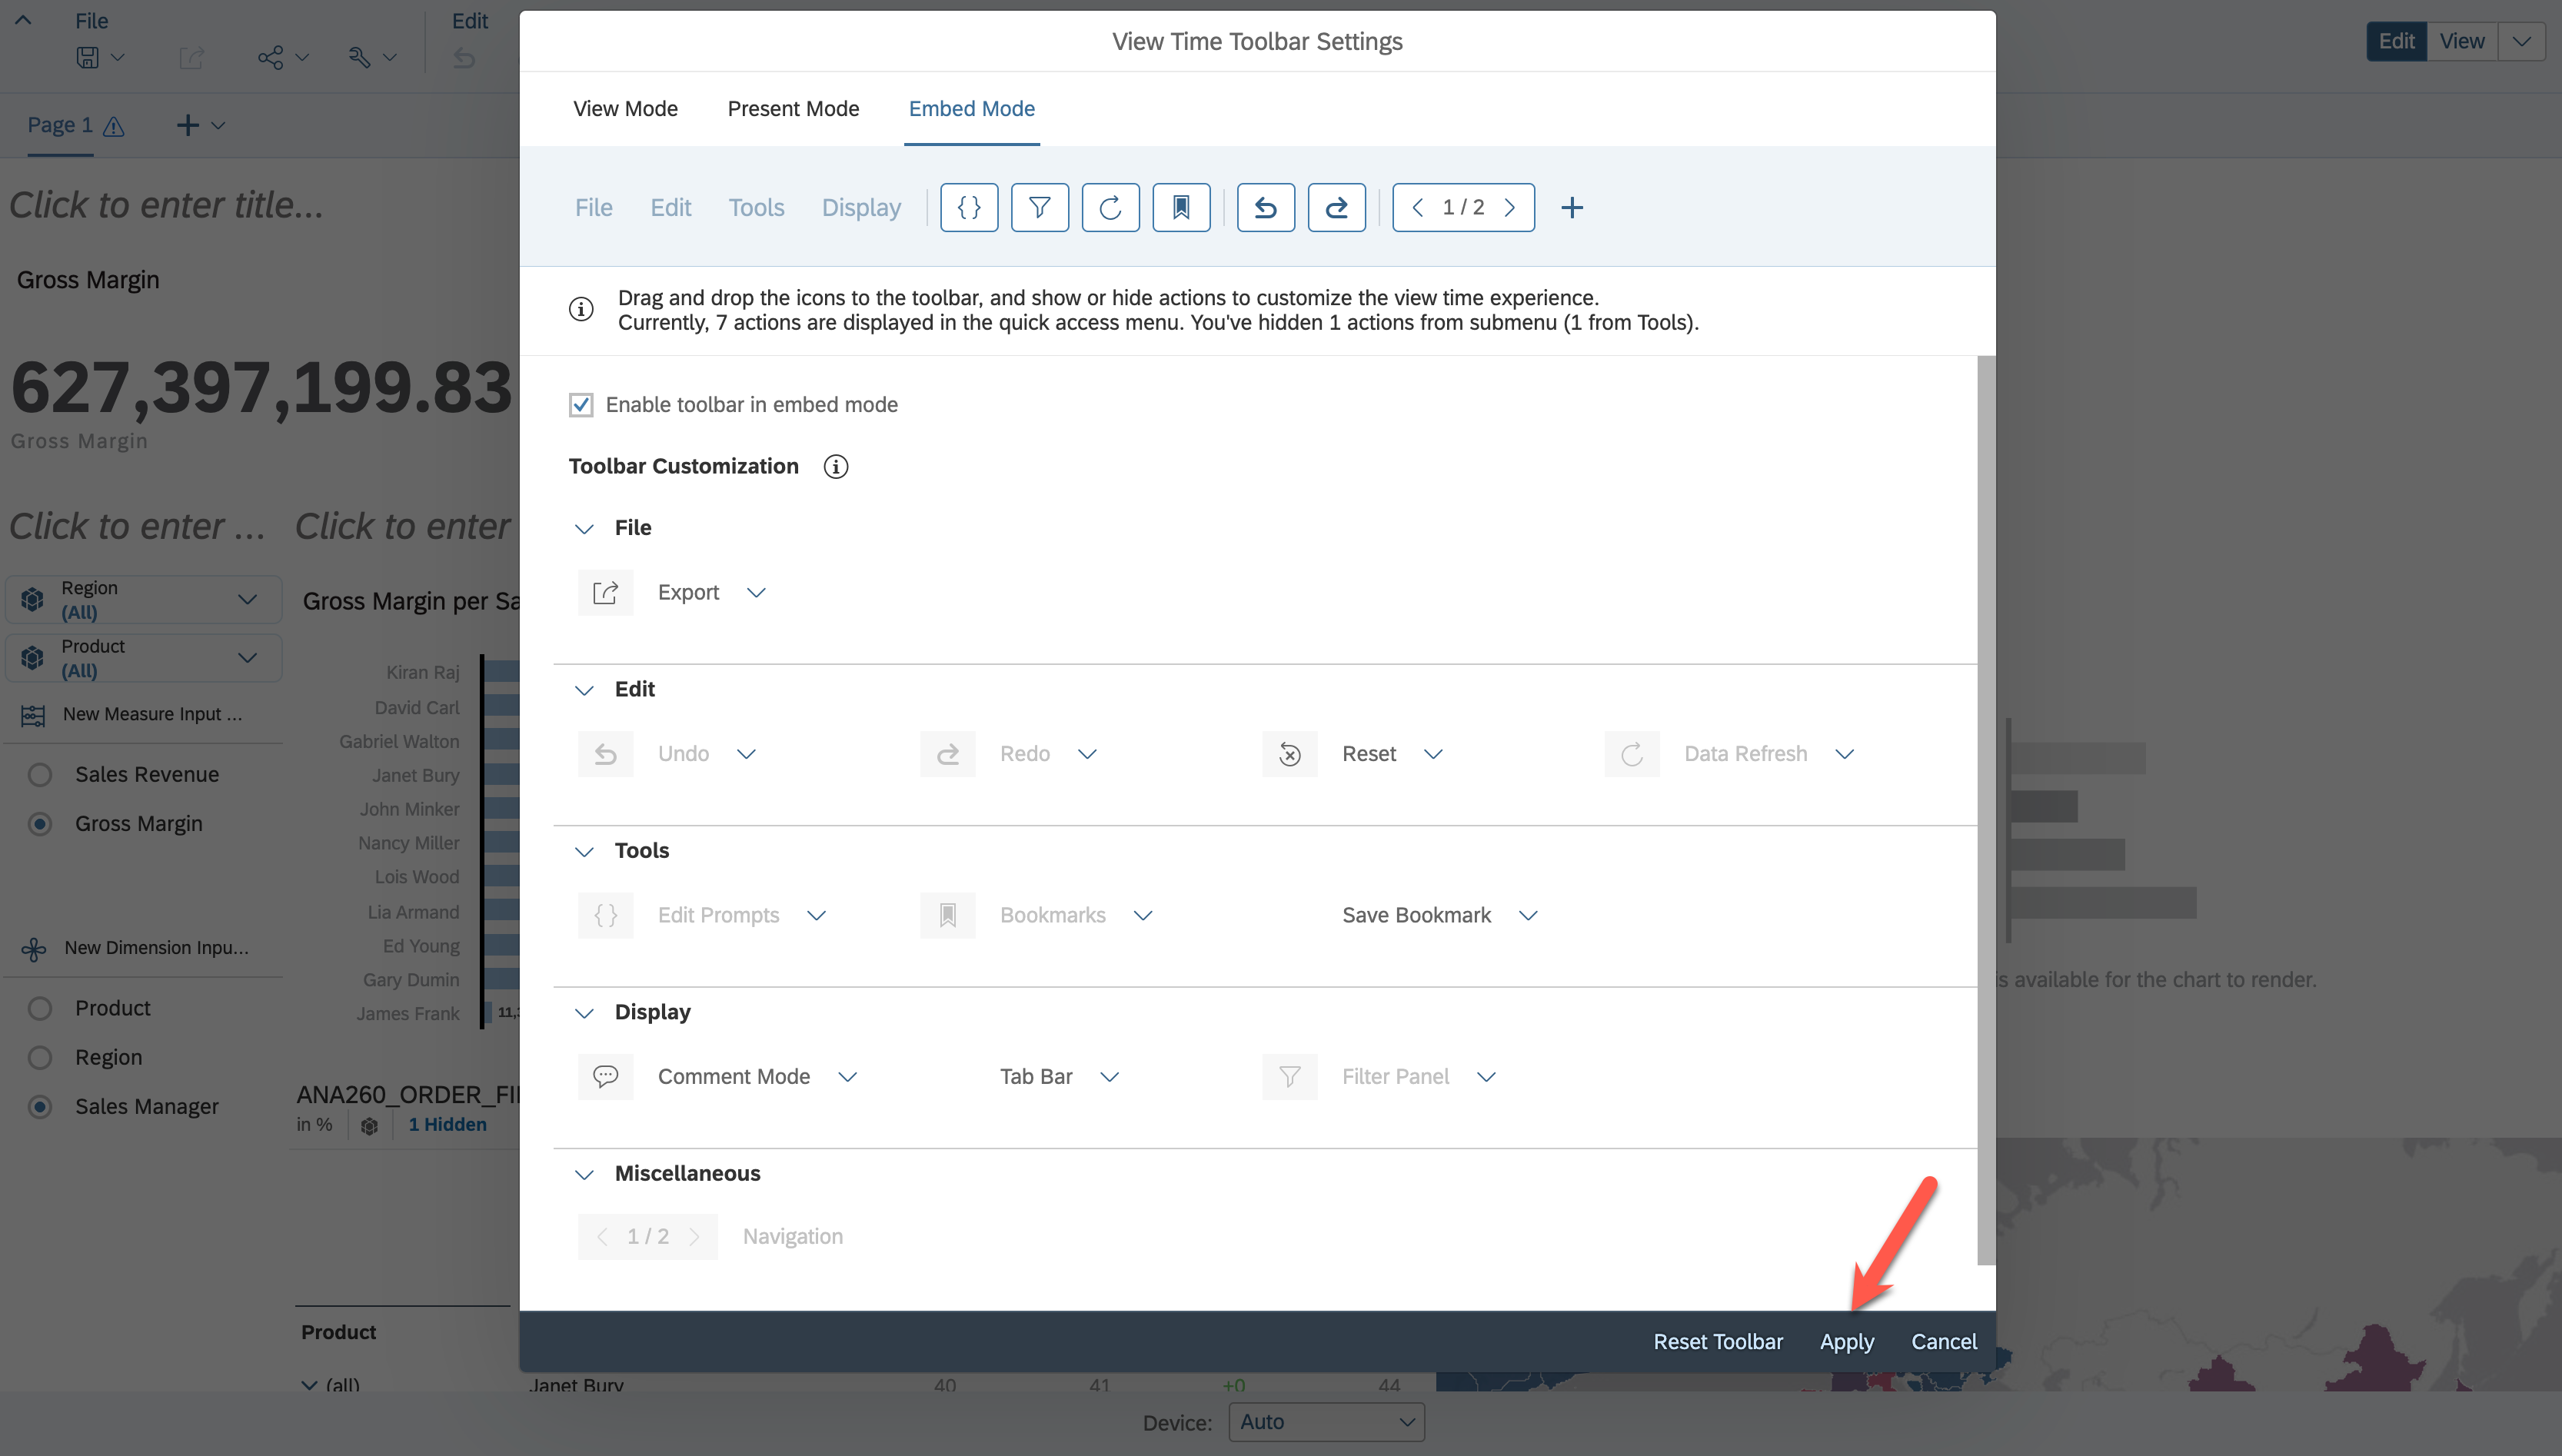 File
Edit
Edit
View
Page 1
Click to enter title...
Gross Margin
627,397,199.83
Gross Margin
Click to enter ...
Click to enter
Region
(All)
Product
(All)
New Measure Input ...
Sales Revenue
Gross Margin
New Dimension Inpu...
Product
Region
Sales Manager
Gross Margin per Sa
Kiran Raj
David Carl
Gabriel Walton
Janet Bury
John Minker
Nancy Miller
Lois Wood
Lia Armand
Ed Young
Gary Dumin
James Frank
ANA260_ORDER_FI
in %
1 Hidden
Product
(all)
Janet Bury
40
41
+0
44
View Time Toolbar Settings
View Mode
Present Mode
Embed Mode
File
Edit
Tools
Display
1 / 2
Drag and drop the icons to the toolbar, and show or hide actions to customize the view time experience.
Currently, 7 actions are displayed in the quick access menu. You've hidden 1 actions from submenu (1 from Tools).
Enable toolbar in embed mode
Toolbar Customization
File
Export
Edit
Undo
Redo
Reset
Data Refresh
Tools
Edit Prompts
Bookmarks
Save Bookmark
Display
Comment Mode
Tab Bar
Filter Panel
Miscellaneous
1 / 2
Navigation
Reset Toolbar
Apply
Cancel
is available for the chart to render.
Device:
Auto